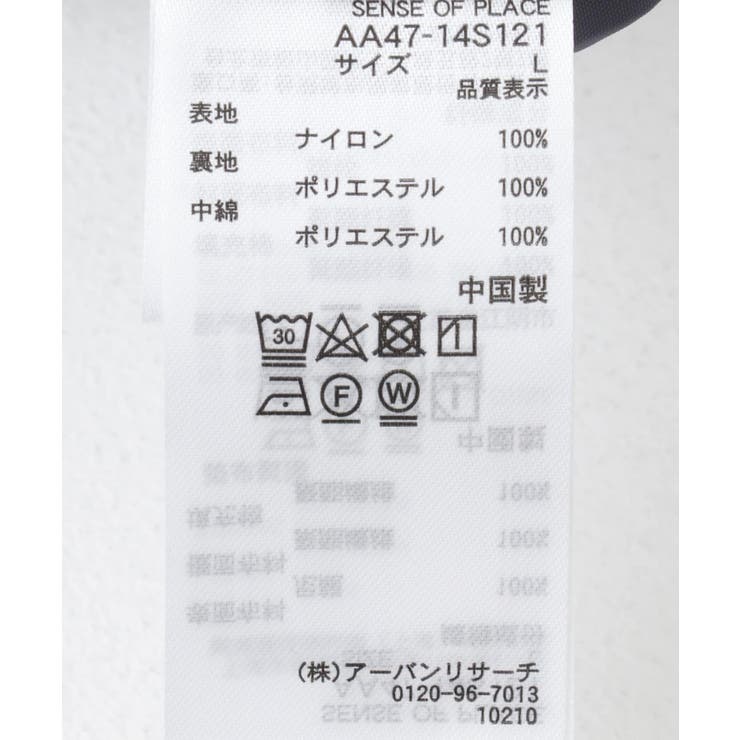 SENSE OF PLACE
AA47-14S121
サイズ L
品質表示
表地
ナイロン 100%
裏地
ポリエステル 100%
中綿
ポリエステル 100%
中国製
30
F W
(株)アーバンリサーチ
0120-96-7013
10210